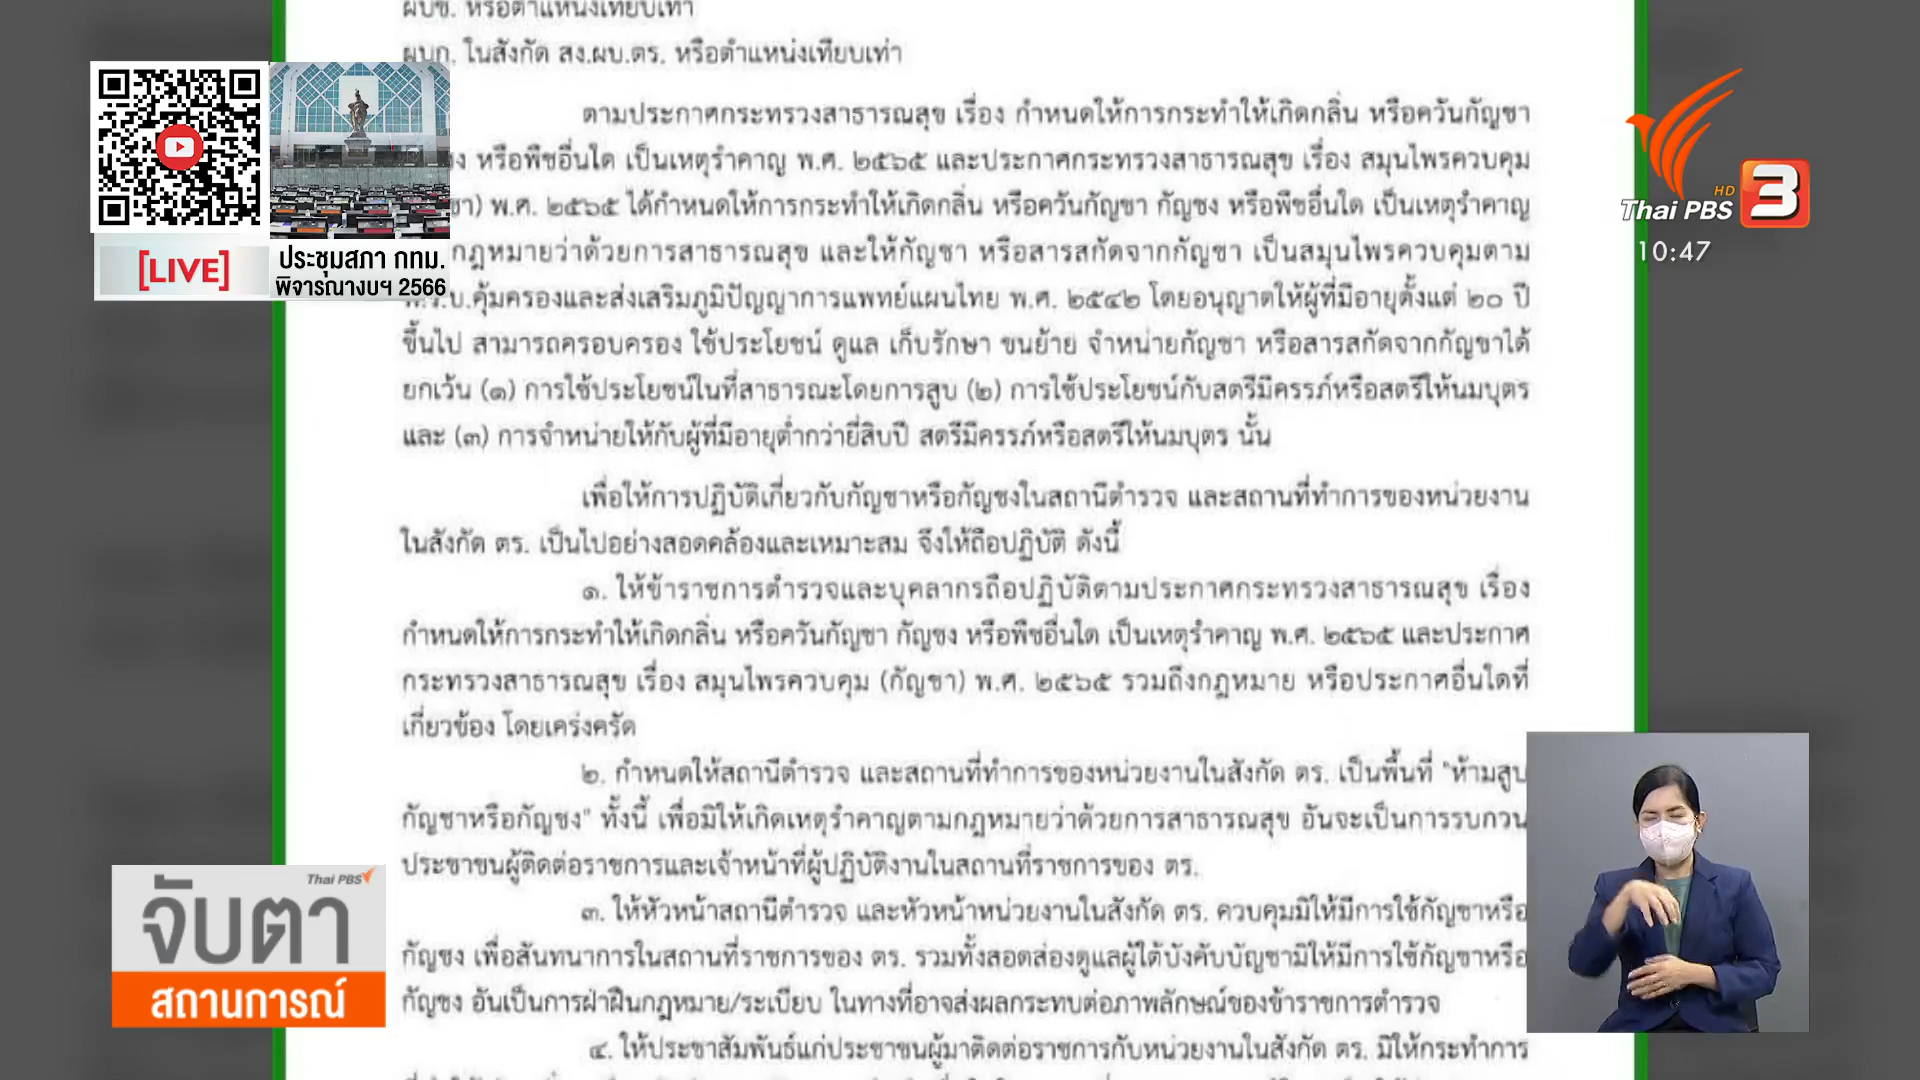 ผบช. หรือตำแหน่งเทียบเท่า
ผบก. ในสังกัด สง.ผบ.ตร. หรือตำแหน่งเทียบเท่า
ตามประกาศกระทรวงสาธารณสุข เรื่อง กำหนดให้การกระทำให้เกิดกลิ่น หรือควันกัญชา
หรือพืชอื่นใด เป็นเหตุรำคาญ พ.ศ. ๒๕๖๕ และประกาศกระทรวงสาธารณสุข เรื่อง สมุนไพรควบคุม
พ.ศ. ๒๕๖๕ ได้กำหนดให้การกระทำให้เกิดกลิ่น หรือควันกัญชา กัญชง หรือพืชอื่นใด เป็นเหตุรำคาญ
กฎหมายว่าด้วยการสาธารณสุข และให้กัญชา หรือสารสกัดจากกัญชา เป็นสมุนไพรควบคุมตาม
พ.ร.บ.คุ้มครองและส่งเสริมภูมิปัญญาการแพทย์แผนไทย พ.ศ. ๒๕๔๒ โดยอนุญาตให้ผู้ที่มีอายุตั้งแต่ ๒๐ ปี
ขึ้นไป สามารถครอบครอง ใช้ประโยชน์ ดูแล เก็บรักษา ขนย้าย จำหน่ายกัญชา หรือสารสกัดจากกัญชาได้
ยกเว้น (๑) การใช้ประโยชน์ในที่สาธารณะโดยการสูบ (๒) การใช้ประโยชน์กับสตรีมีครรภ์หรือสตรีให้นมบุตร
และ (๓) การจำหน่ายให้กับผู้ที่มีอายุต่ำกว่ายี่สิบปี สตรีมีครรภ์หรือสตรีให้นมบุตร นั้น
เพื่อให้การปฏิบัติเกี่ยวกับกัญชาหรือกัญชงในสถานีตำรวจ และสถานที่ทำการของหน่วยงาน
ในสังกัด ตร. เป็นไปอย่างสอดคล้องและเหมาะสม จึงให้ถือปฏิบัติ ดังนี้
๑. ให้ข้าราชการตำรวจและบุคลากรถือปฏิบัติตามประกาศกระทรวงสาธารณสุข เรื่อง
กำหนดให้การกระทำให้เกิดกลิ่น หรือควันกัญชา กัญชง หรือพืชอื่นใด เป็นเหตุรำคาญ พ.ศ. ๒๕๖๕ และประกาศ
กระทรวงสาธารณสุข เรื่อง สมุนไพรควบคุม (กัญชา) พ.ศ. ๒๕๖๕ รวมถึงกฎหมาย หรือประกาศอื่นใดที่
เกี่ยวข้อง โดยเคร่งครัด
๒. กำหนดให้สถานีตำรวจ และสถานที่ทำการของหน่วยงานในสังกัด ตร. เป็นพื้นที่ "ห้ามสูบ
กัญชาหรือกัญชง" ทั้งนี้ เพื่อมิให้เกิดเหตุรำคาญตามกฎหมายว่าด้วยการสาธารณสุข อันจะเป็นการรบกวน
ประชาชนผู้ติดต่อราชการและเจ้าหน้าที่ผู้ปฏิบัติงานในสถานที่ราชการของ ตร.
๓. ให้หัวหน้าสถานีตำรวจ และหัวหน้าหน่วยงานในสังกัด ตร. ควบคุมมิให้มีการใช้กัญชาหรือ
กัญชง เพื่อสันทนาการในสถานที่ราชการของ ตร. รวมทั้งสอดส่องดูแลผู้ใต้บังคับบัญชามิให้มีการใช้กัญชาหรือ
กัญชง อันเป็นการฝ่าฝืนกฎหมาย/ระเบียบ ในทางที่อาจส่งผลกระทบต่อภาพลักษณ์ของข้าราชการตำรวจ
๔. ให้ประชาสัมพันธ์แก่ประชาชนผู้มาติดต่อราชการกับหน่วยงานในสังกัด ตร. มิให้กระทำการ
[LIVE]
ประชุมสภา กทม.
พิจารณางบฯ 2566
HD
Thai PBS 3
10:47
Thai PBS
จับตา
สถานการณ์